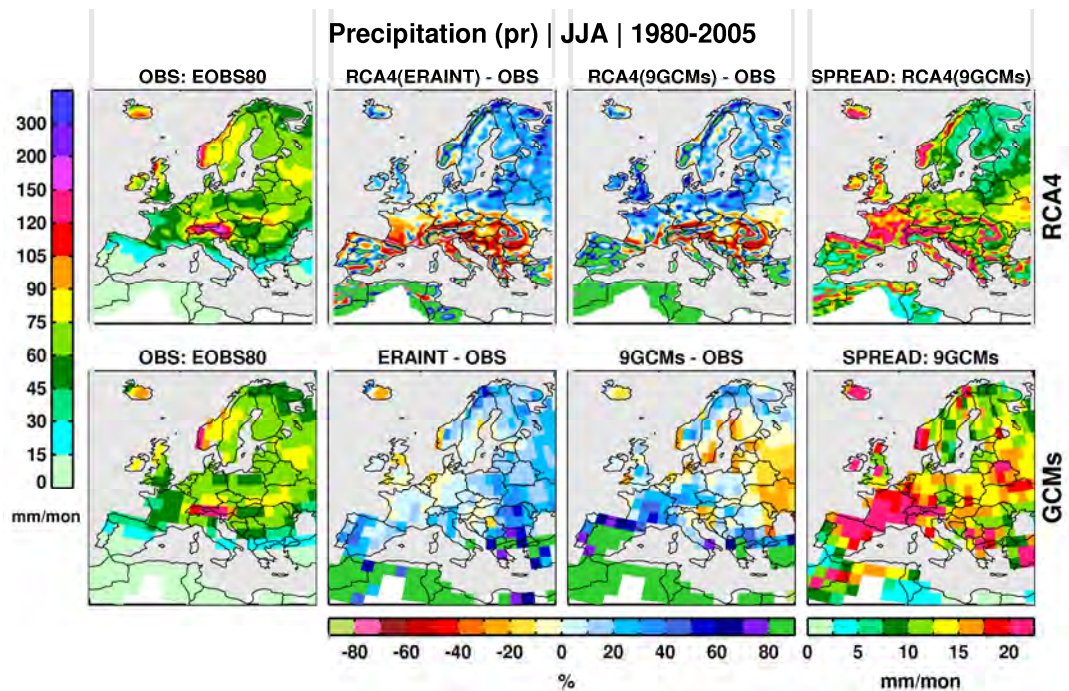 Precipitation (pr) | JJA | 1980-2005
OBS: EOBS80
RCA4(ERAINT) - OBS
RCA4(9GCMs) - OBS
SPREAD: RCA4(9GCMs)
300
200
150
120
105
90
75
60
45
30
15
0
mm/mon
RCA4
OBS: EOBS80
ERAINT - OBS
9GCMs - OBS
SPREAD: 9GCMs
GCMs
-80 -60 -40 -20 0 20 40 60 80
%
0 5 10 15 20
mm/mon